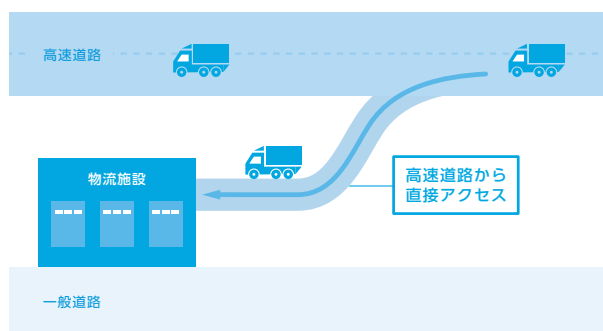 高速道路
物流施設
高速道路から
直接アクセス
一般道路